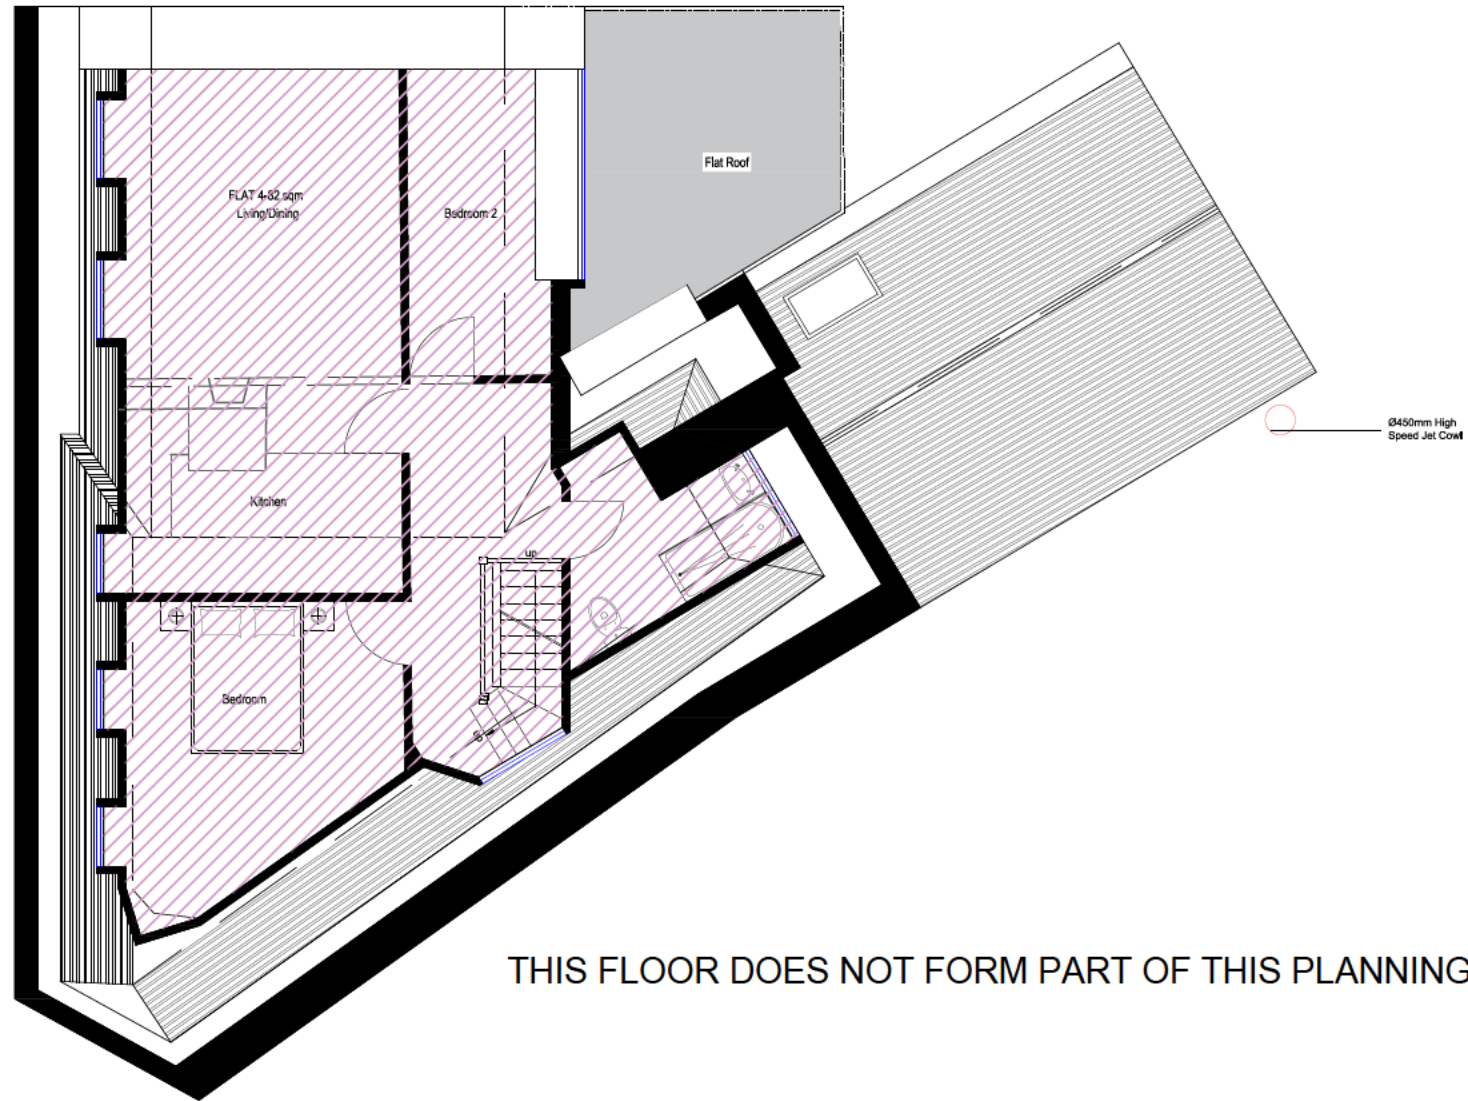 Flat Roof
FLAT 4-82 sqm
Living/Dining
Bedroom 2
Ø450mm High
Speed Jet Cowl
Kitchen
up
Bedroom
THIS FLOOR DOES NOT FORM PART OF THIS PLANNING